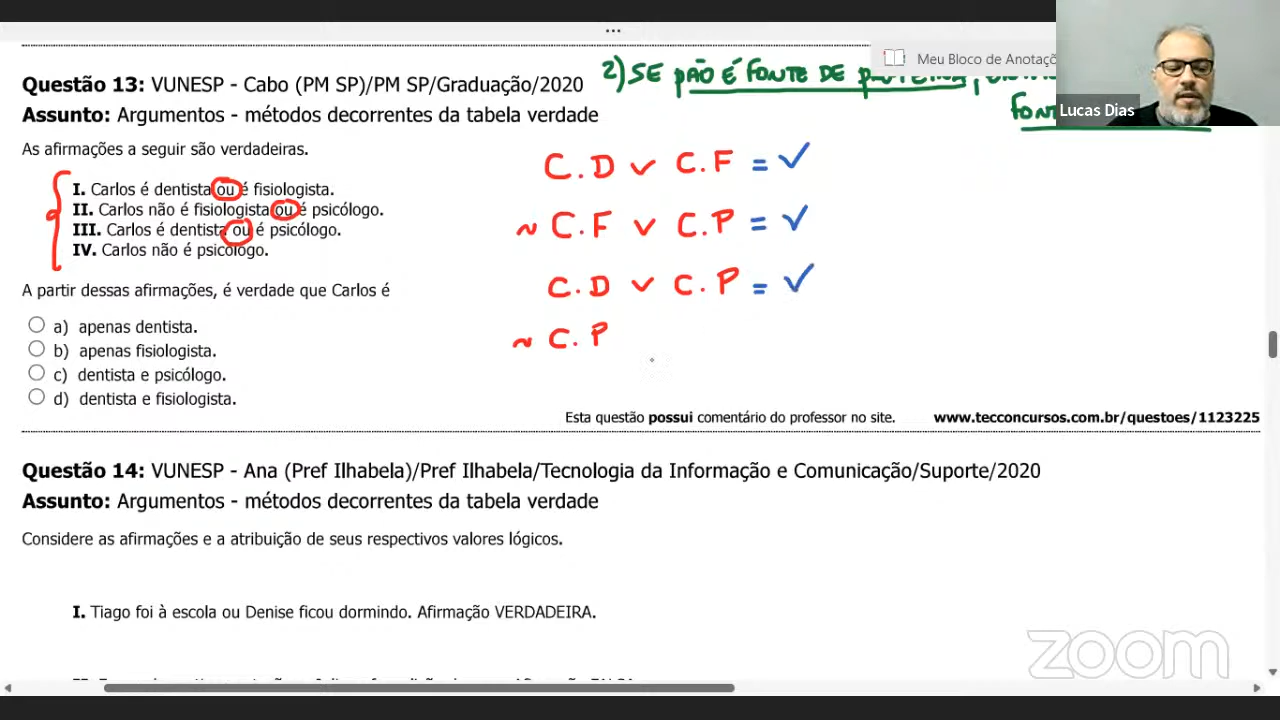 Questão 13: VUNESP - Cabo (PM SP)/PM SP/Graduação/2020
2) SE PÃO É FONTE DE
Meu Bloco de Anotaçõ
Lucas Dias
Assunto: Argumentos - métodos decorrentes da tabela verdade
As afirmações a seguir são verdadeiras.
I. Carlos é dentista ou é fisiologista.
II. Carlos não é fisiologista ou é psicólogo.
III. Carlos é dentista ou é psicólogo.
IV. Carlos não é psicólogo.
C.D v C.F = ✓
~ C.F v C.P = ✓
C.D v C.P = ✓
~ C.P
A partir dessas afirmações, é verdade que Carlos é
a) apenas dentista.
b) apenas fisiologista.
c) dentista e psicólogo.
d) dentista e fisiologista.
Esta questão possui comentário do professor no site. www.tecconcursos.com.br/questoes/1123225
Questão 14: VUNESP - Ana (Pref Ilhabela)/Pref Ilhabela/Tecnologia da Informação e Comunicação/Suporte/2020
Assunto: Argumentos - métodos decorrentes da tabela verdade
Considere as afirmações e a atribuição de seus respectivos valores lógicos.
I. Tiago foi à escola ou Denise ficou dormindo. Afirmação VERDADEIRA.
zoom